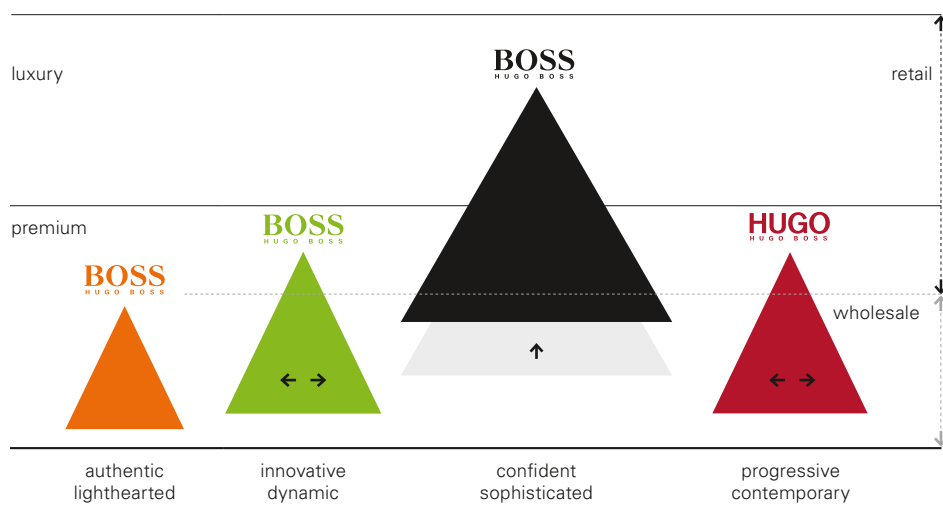 BOSS
HUGO BOSS
luxury
retail
BOSS
HUGO BOSS
HUGO
HUGO BOSS
premium
BOSS
HUGO BOSS
wholesale
authentic
lighthearted
innovative
dynamic
confident
sophisticated
progressive
contemporary